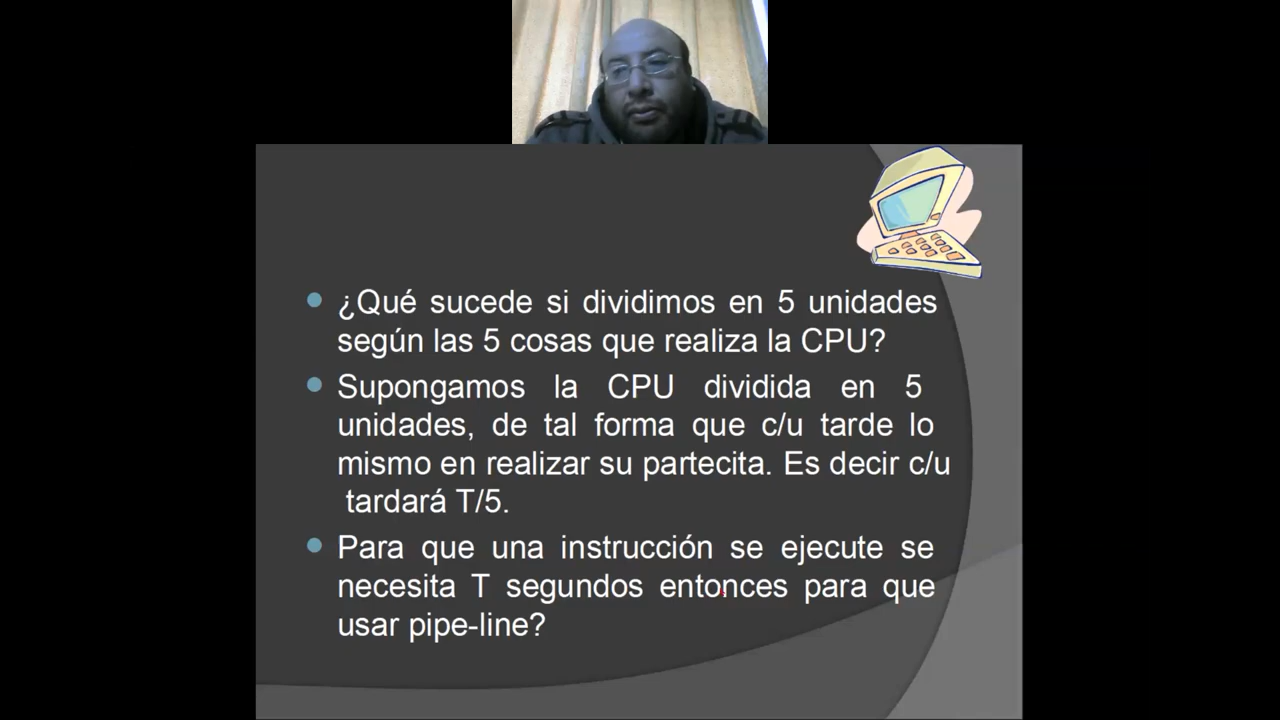 ¿Qué sucede si dividimos en 5 unidades
según las 5 cosas que realiza la CPU?
Supongamos la CPU dividida en 5
unidades, de tal forma que c/u tarde lo
mismo en realizar su partecita. Es decir c/u
tardará T/5.
Para que una instrucción se ejecute se
necesita T segundos entonces para que
usar pipe-line?